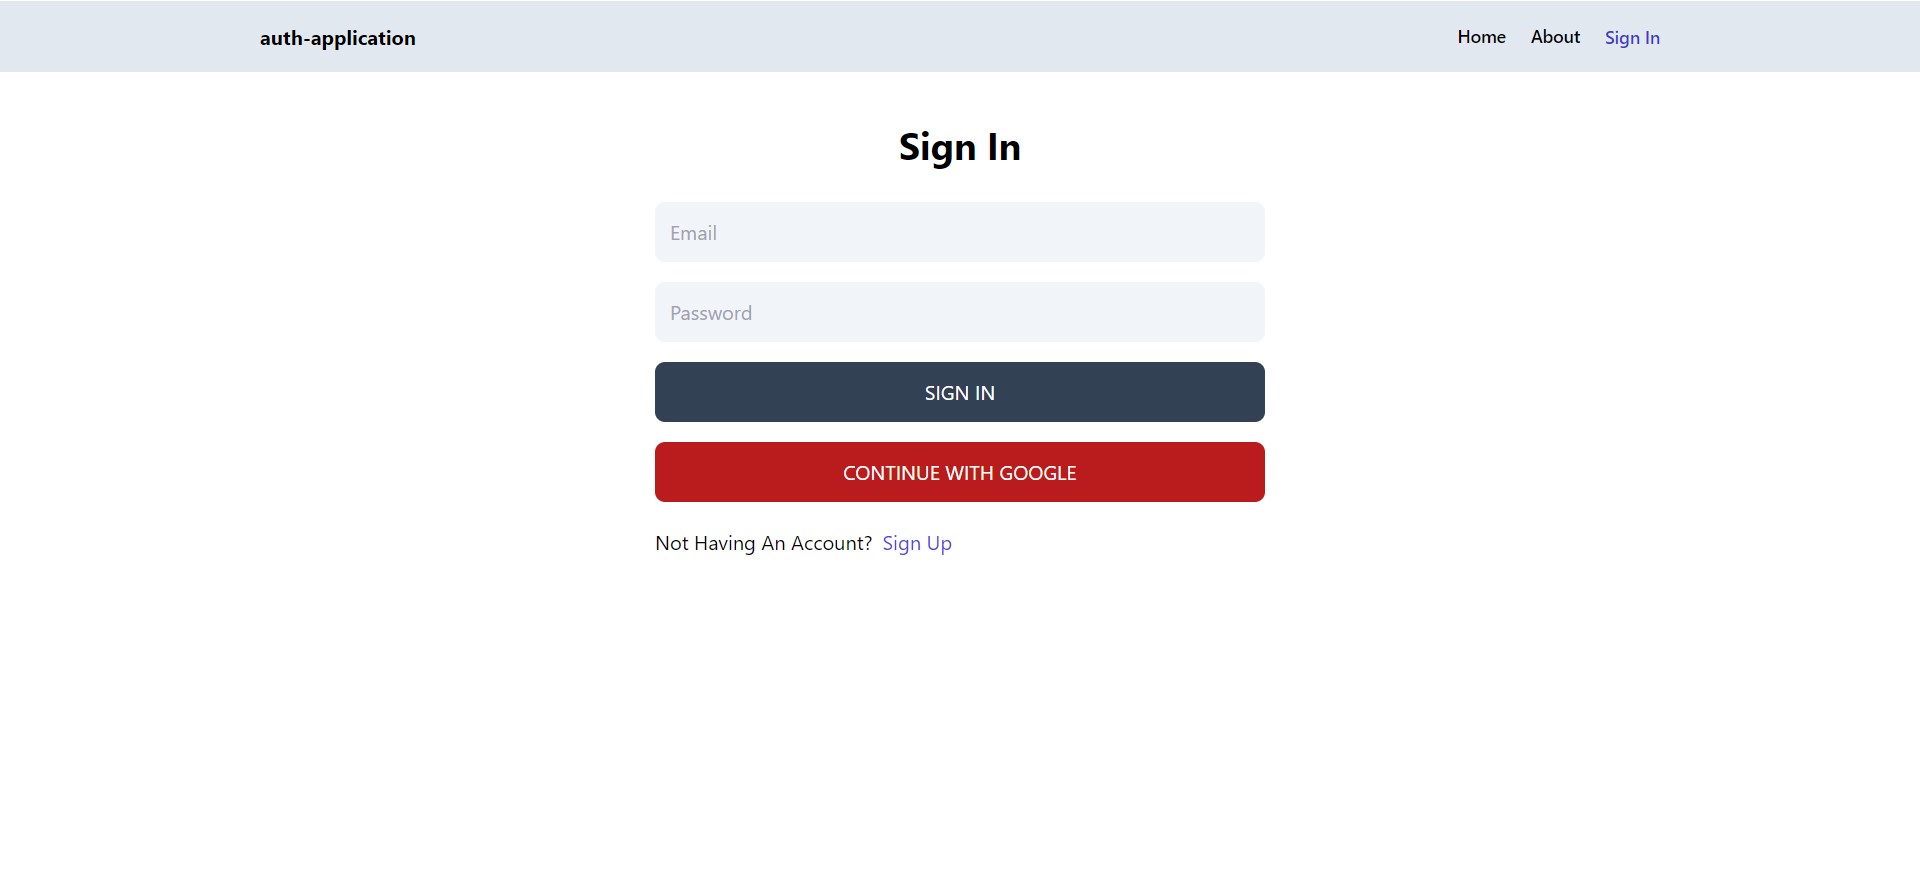 auth-application Home About Sign In
Sign In
Email
Password
SIGN IN
CONTINUE WITH GOOGLE
Not Having An Account? Sign Up